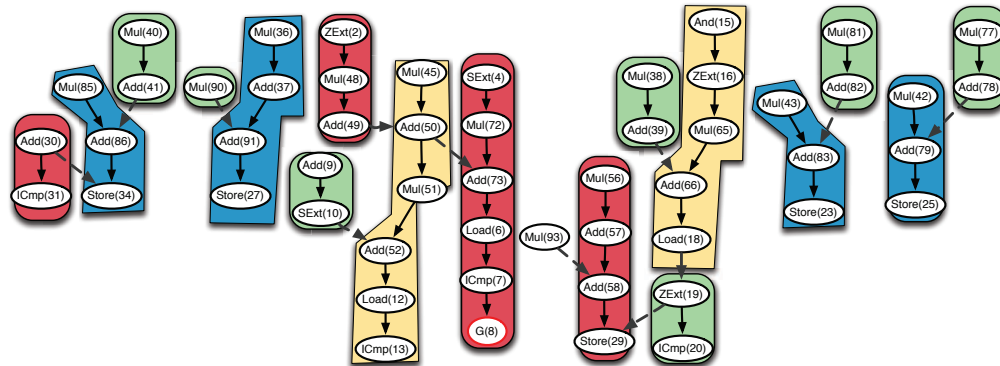 Mul(40)
Add(41)
Mul(85)
Add(86)
Store(34)
Add(30)
ICmp(31)
Mul(36)
Add(37)
Mul(90)
Add(91)
Store(27)
ZExt(2)
Mul(48)
Add(49)
Add(9)
SExt(10)
Mul(45)
Add(50)
Mul(51)
Add(52)
Load(12)
ICmp(13)
SExt(4)
Mul(72)
Add(73)
Load(6)
ICmp(7)
G(8)
Mul(93)
Mul(56)
Add(57)
Add(58)
Store(29)
Mul(38)
Add(39)
And(15)
ZExt(16)
Mul(65)
Add(66)
Load(18)
ZExt(19)
ICmp(20)
Mul(43)
Add(83)
Store(23)
Mul(81)
Add(82)
Mul(42)
Add(79)
Store(25)
Mul(77)
Add(78)